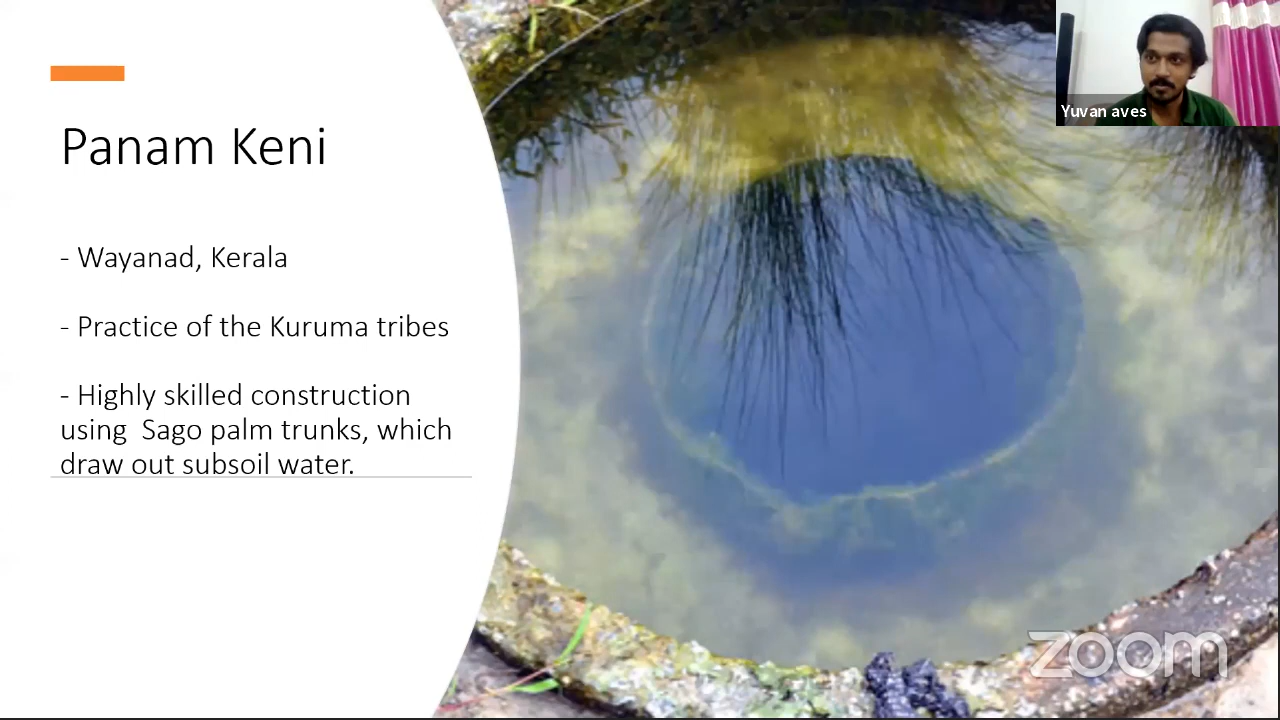 Yuvan aves
Panam Keni
- Wayanad, Kerala
- Practice of the Kuruma tribes
- Highly skilled construction
using  Sago palm trunks, which
draw out subsoil water.
zoom